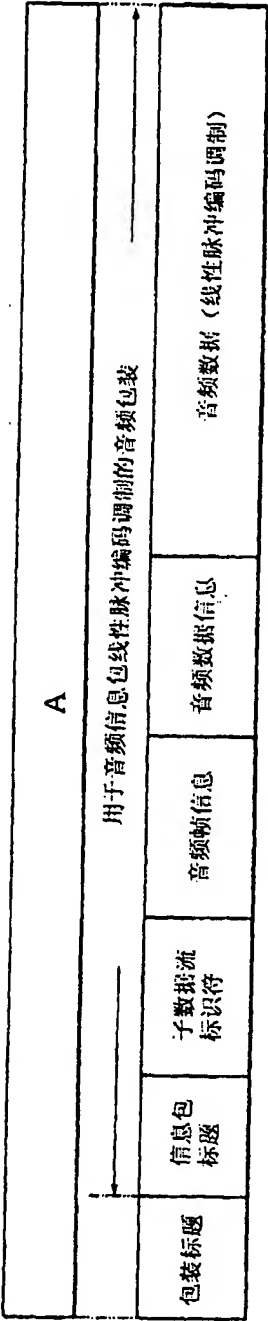 A
用于音频信息包线性脉冲编码调制的音频包装
包装标题
信息包
标题
子数据流
标识符
音频帧信息
音频数据信息
音频数据（线性脉冲编码调制）